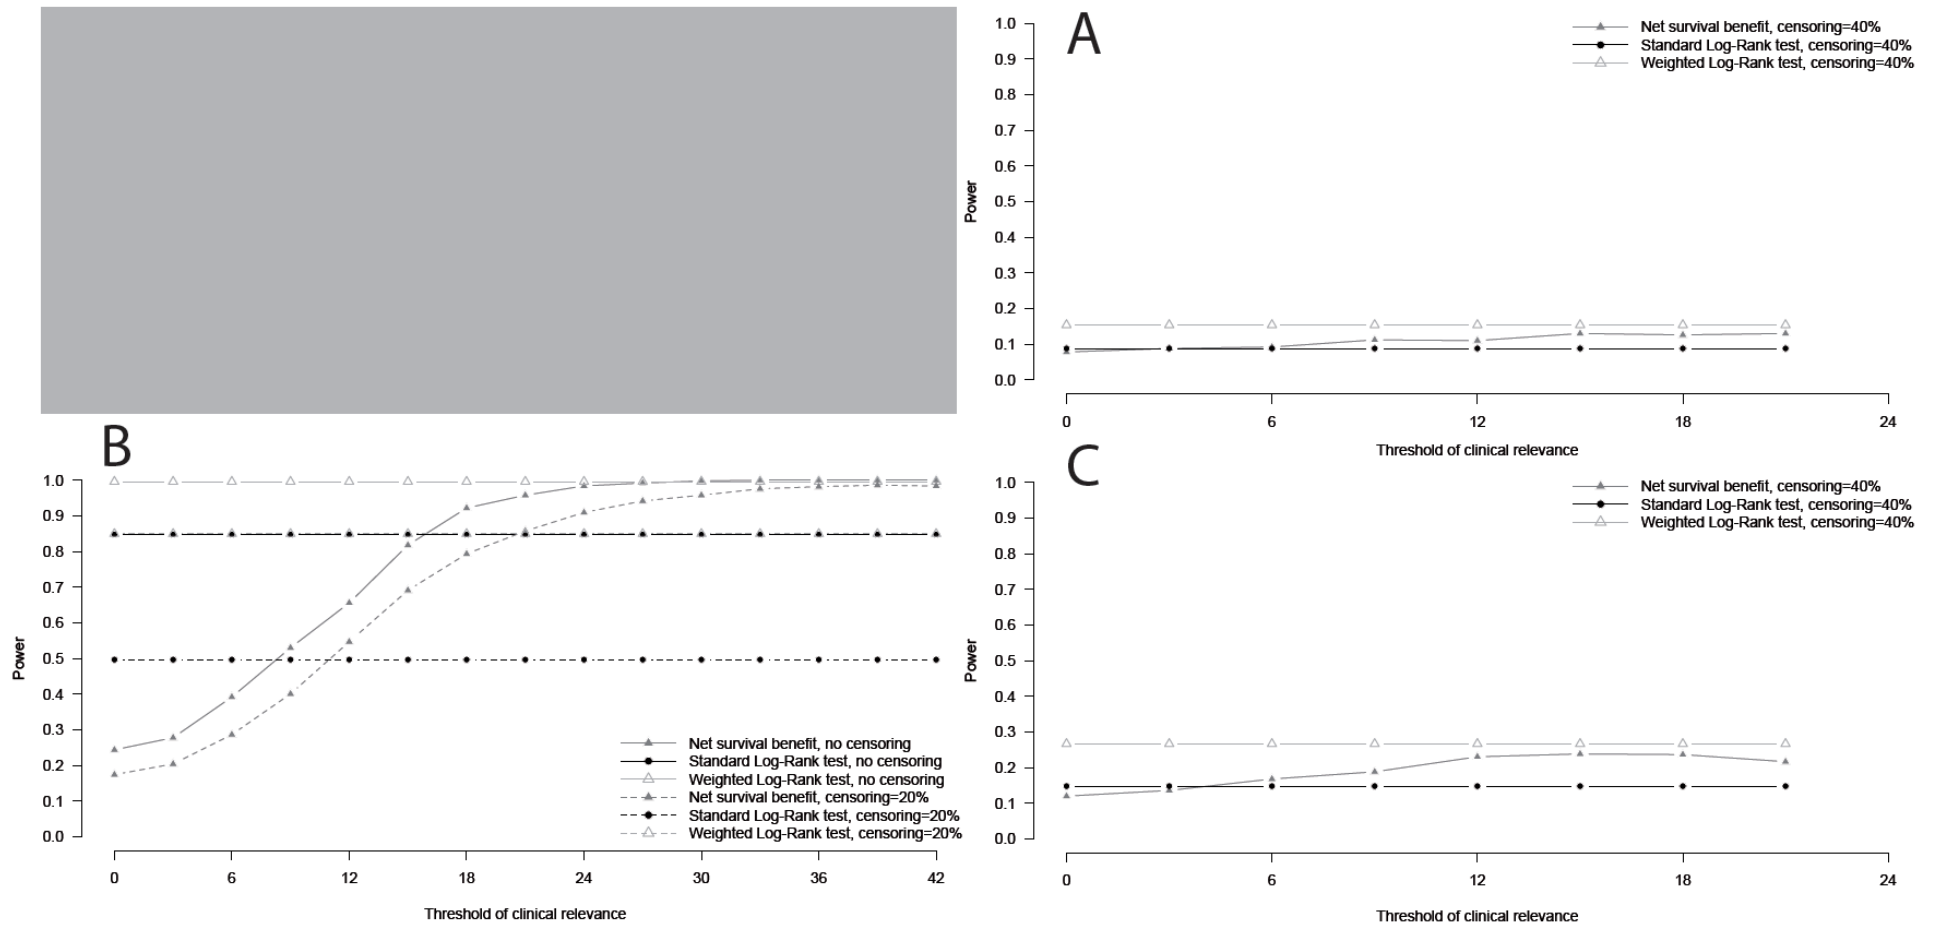 A
Net survival benefit, censoring=40%
Standard Log-Rank test, censoring=40%
Weighted Log-Rank test, censoring=40%
1.0
0.9
0.8
0.7
0.6
0.5
0.4
0.3
0.2
0.1
0.0
Power
0 6 12 18 24
Threshold of clinical relevance
B
1.0
0.9
0.8
0.7
0.6
0.5
0.4
0.3
0.2
0.1
0.0
Power
Net survival benefit, no censoring
Standard Log-Rank test, no censoring
Weighted Log-Rank test, no censoring
Net survival benefit, censoring=20%
Standard Log-Rank test, censoring=20%
Weighted Log-Rank test, censoring=20%
0 6 12 18 24 30 36 42
Threshold of clinical relevance
C
Net survival benefit, censoring=40%
Standard Log-Rank test, censoring=40%
Weighted Log-Rank test, censoring=40%
1.0
0.9
0.8
0.7
0.6
0.5
0.4
0.3
0.2
0.1
0.0
Power
0 6 12 18 24
Threshold of clinical relevance